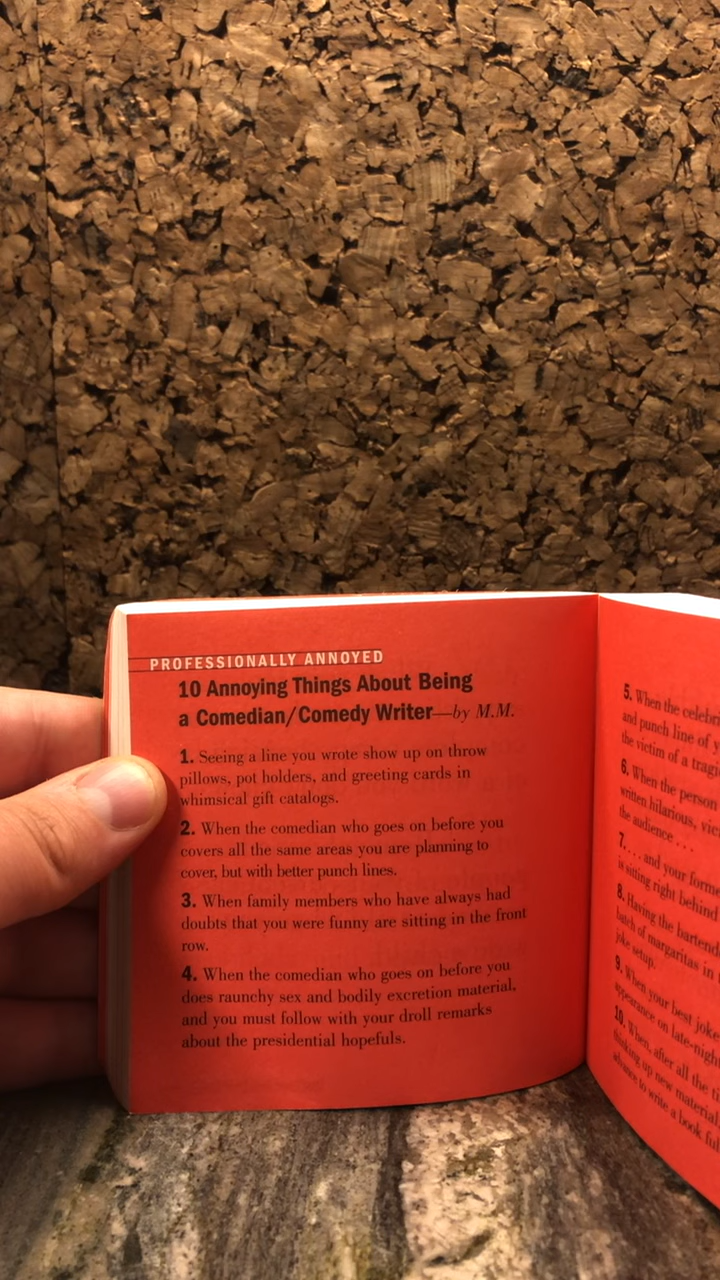 PROFESSIONALLY ANNOYED
10 Annoying Things About Being
a Comedian/Comedy Writer—by M.M.
1. Seeing a line you wrote show up on throw
pillows, pot holders, and greeting cards in
whimsical gift catalogs.
2. When the comedian who goes on before you
covers all the same areas you are planning to
cover, but with better punch lines.
3. When family members who have always had
doubts that you were funny are sitting in the front
row.
4. When the comedian who goes on before you
does raunchy sex and bodily excretion material,
and you must follow with your droll remarks
about the presidential hopefuls.
5. When the celebri
and punch line of y
the victim of a tragi
6. When the person
written hilarious, vic
the audience . . .
7. . . . and your forme
is sitting right behind
8. Having the bartend
batch of margaritas in
joke setup.
9. When your best joke
appearance on late-nigh
10. When, after all the ti
thinking up new material
advance to write a book ful